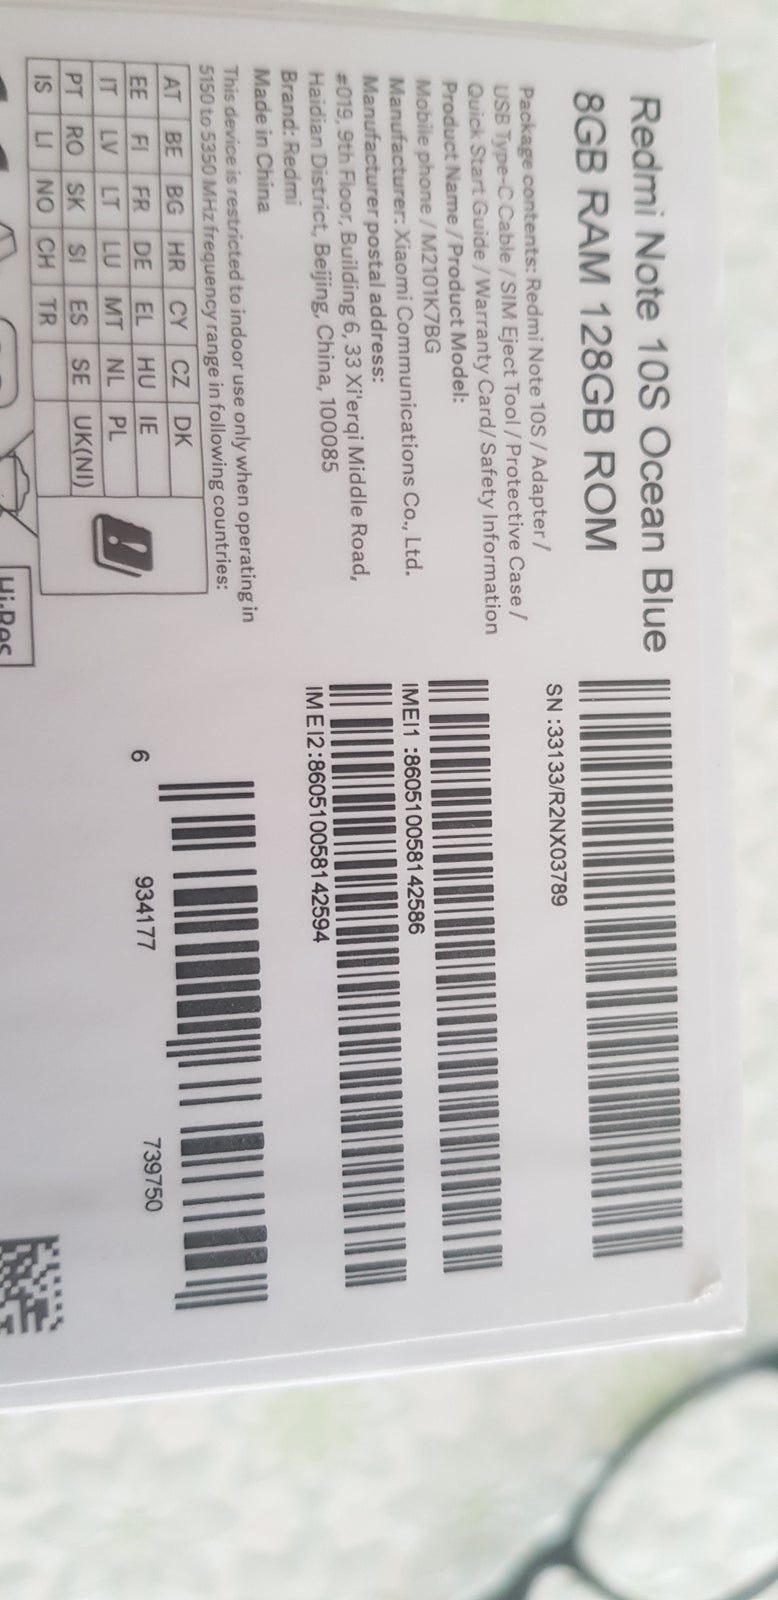 Redmi Note 10S Ocean Blue
8GB RAM 128GB ROM
Package contents: Redmi Note 10S / Adapter /
USB Type-C Cable / SIM Eject Tool / Protective Case /
Quick Start Guide / Warranty Card/ Safety Information
Product Name / Product Model:
Mobile phone / M2101K7BG
Manufacturer: Xiaomi Communications Co., Ltd.
Manufacturer postal address:
#019, 9th Floor, Building 6, 33 Xi'erqi Middle Road,
Haidian District, Beijing, China, 100085
Brand: Redmi
Made in China
This device is restricted to indoor use only when operating in
5150 to 5350 MHz frequency range in following countries:
AT BE BG HR CY CZ DK
EE FI FR DE EL HU IE
IT LV LT LU MT NL PL
PT RO SK SI ES SE UK(NI)
IS LI NO CH TR
Hi-Res
SN :33133/R2NX03789
IMEI1 :860510058142586
IMEI2:860510058142594
6 934177 739750